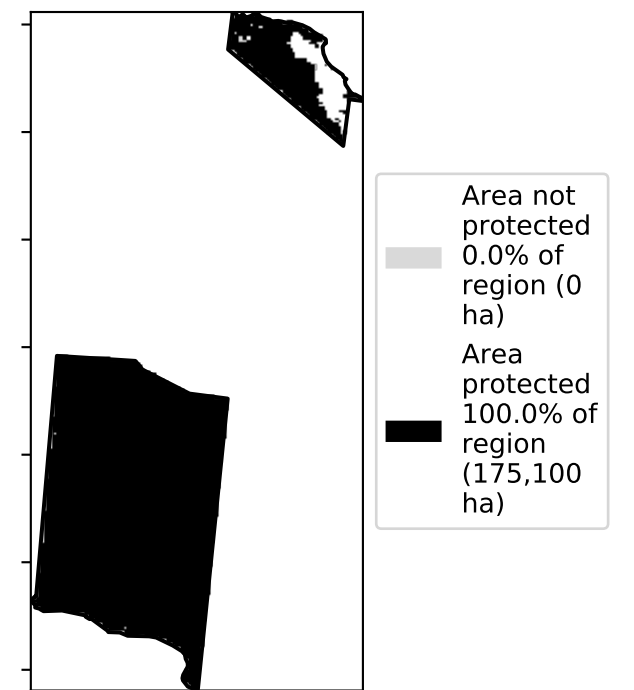 Area not
protected
0.0% of
region (0
ha)
Area
protected
100.0% of
region
(175,100
ha)